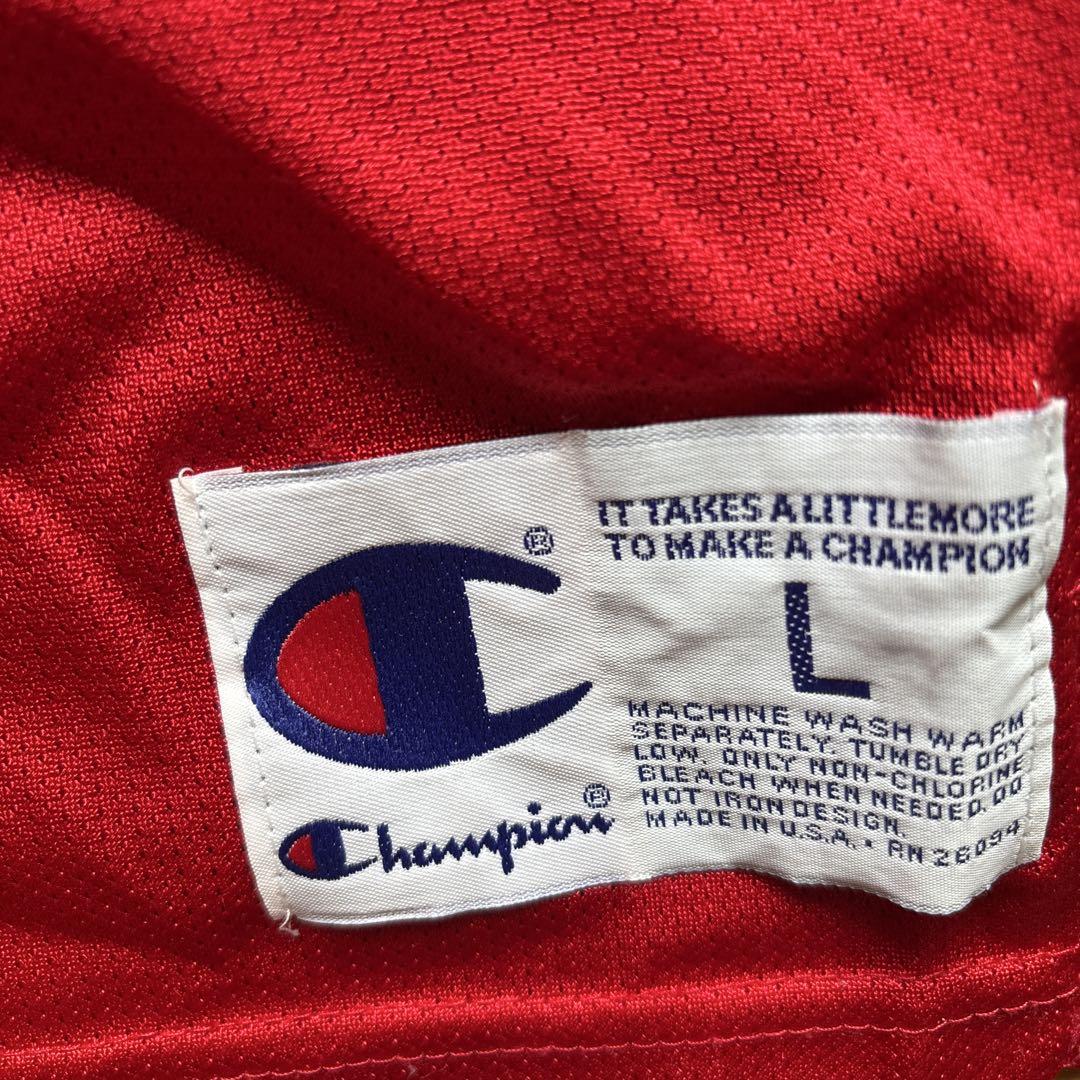 IT TAKES A LITTLE MORE
TO MAKE A CHAMPION
L
MACHINE WASH WARM
SEPARATELY. TUMBLE DRY
LOW. ONLY NON-CHLORINE
BLEACH WHEN NEEDED. DO
NOT IRON DESIGN.
MADE IN U.S.A. • RN 26094
®
Champion®